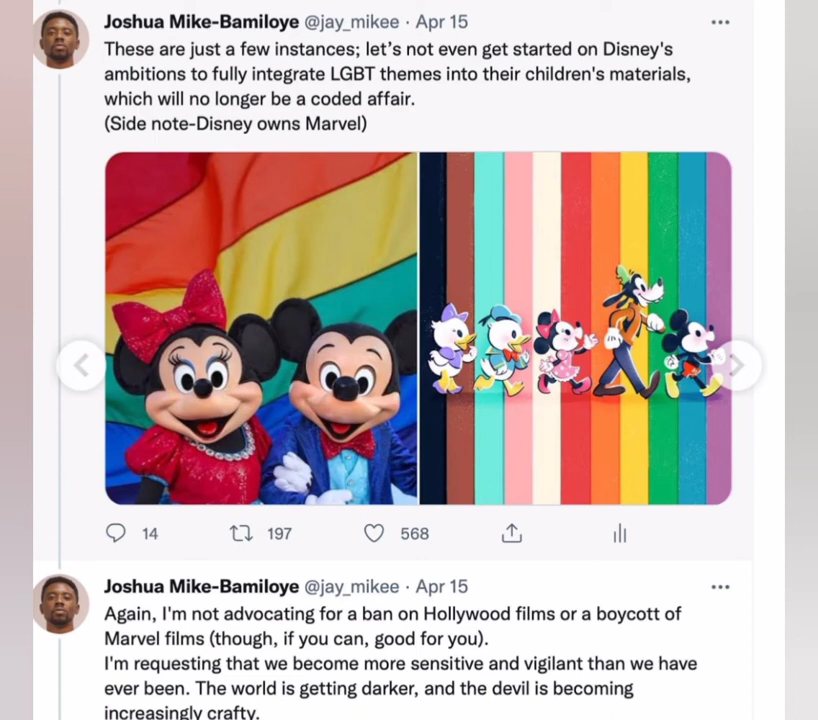 Joshua Mike-Bamiloye @jay_mikee · Apr 15
These are just a few instances; let’s not even get started on Disney's
ambitions to fully integrate LGBT themes into their children's materials,
which will no longer be a coded affair.
(Side note-Disney owns Marvel)
14 197 568
Joshua Mike-Bamiloye @jay_mikee · Apr 15
Again, I'm not advocating for a ban on Hollywood films or a boycott of
Marvel films (though, if you can, good for you).
I'm requesting that we become more sensitive and vigilant than we have
ever been. The world is getting darker, and the devil is becoming
increasingly crafty.